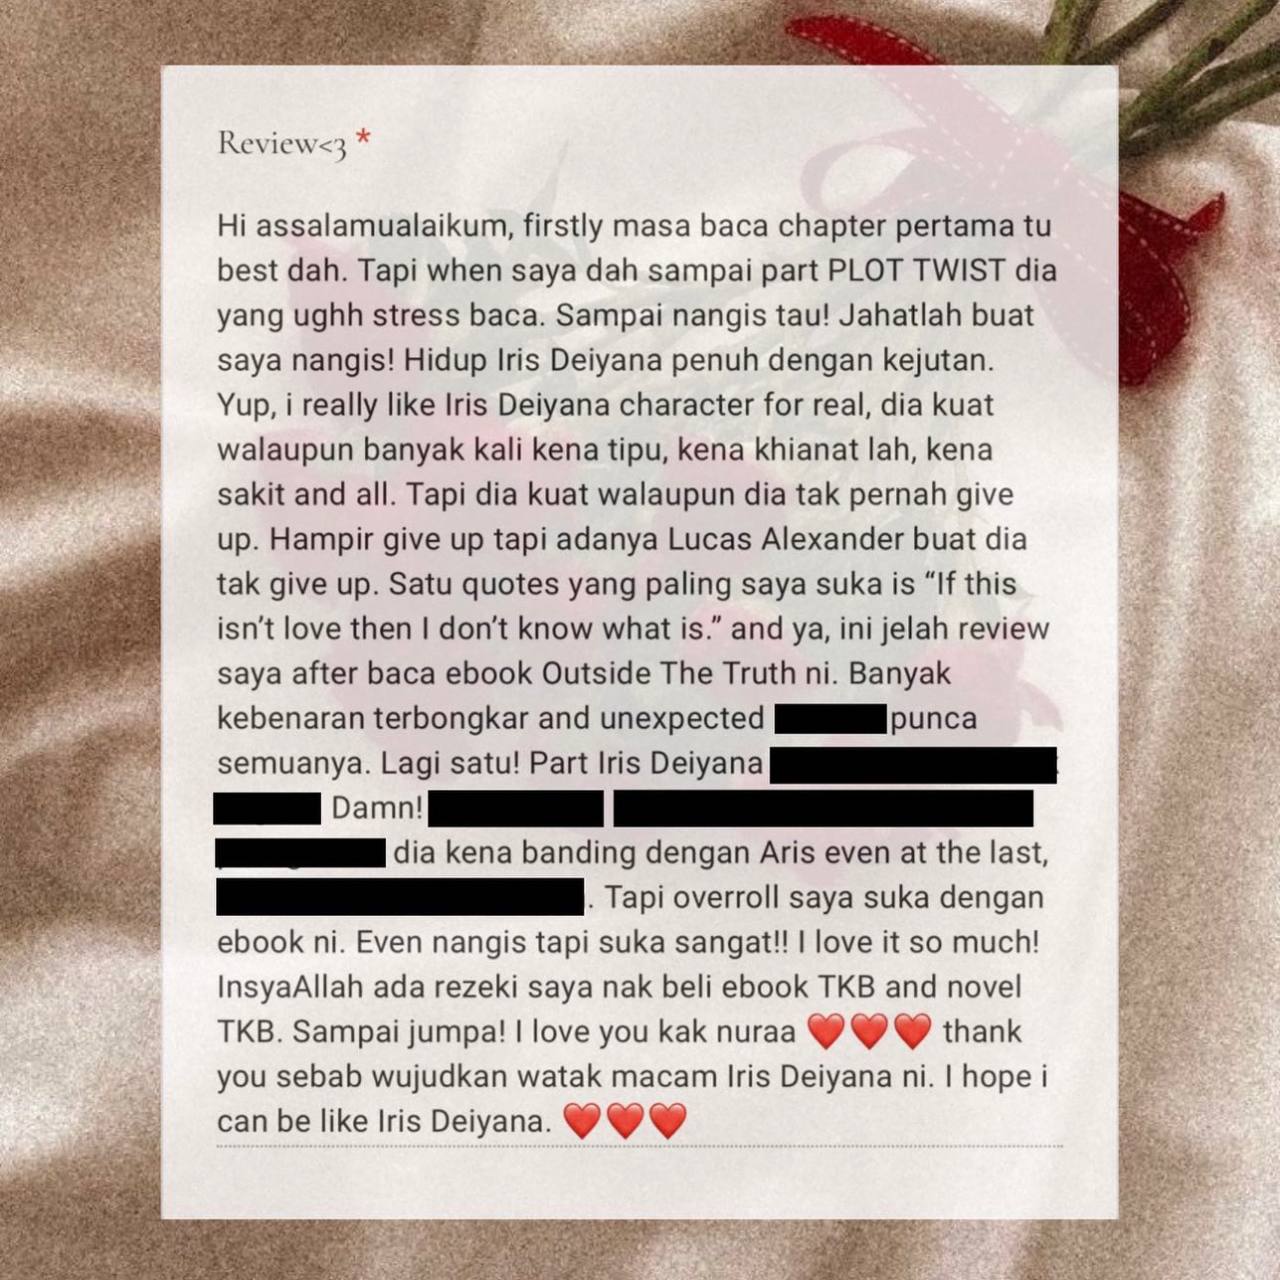 Review<3 *
Hi assalamualaikum, firstly masa baca chapter pertama tu
best dah. Tapi when saya dah sampai part PLOT TWIST dia
yang ughh stress baca. Sampai nangis tau! Jahatlah buat
saya nangis! Hidup Iris Deiyana penuh dengan kejutan.
Yup, i really like Iris Deiyana character for real, dia kuat
walaupun banyak kali kena tipu, kena khianat lah, kena
sakit and all. Tapi dia kuat walaupun dia tak pernah give
up. Hampir give up tapi adanya Lucas Alexander buat dia
tak give up. Satu quotes yang paling saya suka is “If this
isn’t love then I don’t know what is.” and ya, ini jelah review
saya after baca ebook Outside The Truth ni. Banyak
kebenaran terbongkar and unexpected punca
semuanya. Lagi satu! Part Iris Deiyana
Damn!
dia kena banding dengan Aris even at the last,
. Tapi overroll saya suka dengan
ebook ni. Even nangis tapi suka sangat!! I love it so much!
InsyaAllah ada rezeki saya nak beli ebook TKB and novel
TKB. Sampai jumpa! I love you kak nuraa ❤️❤️❤️ thank
you sebab wujudkan watak macam Iris Deiyana ni. I hope i
can be like Iris Deiyana. ❤️❤️❤️